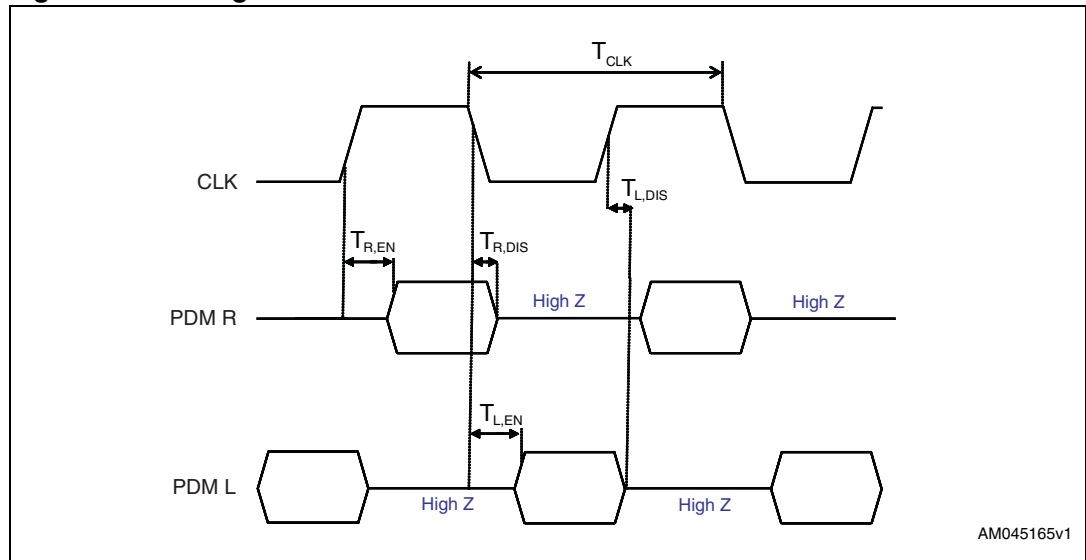 T_CLK
CLK
T_L,DIS
T_R,EN
T_R,DIS
High Z
High Z
PDM R
T_L,EN
PDM L
High Z
High Z
AM045165v1